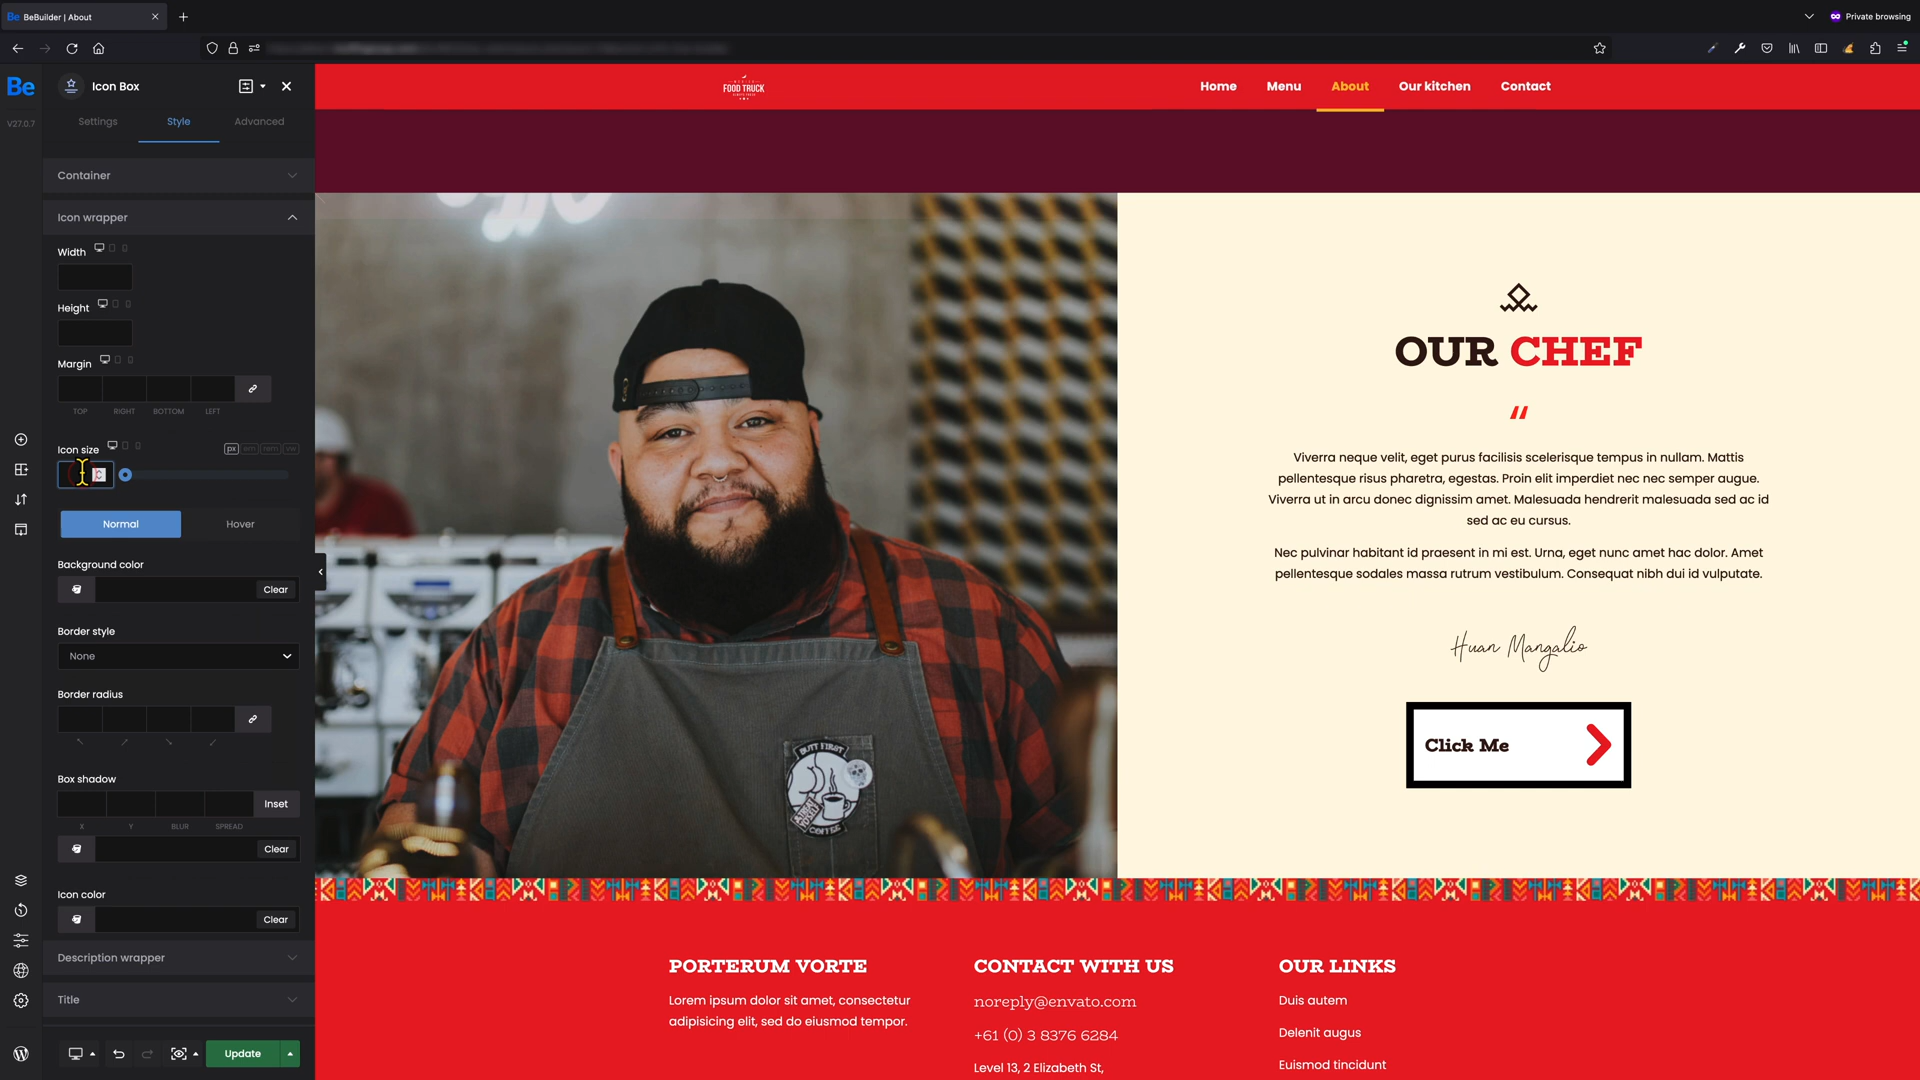 Be BeBuilder | About
Private browsing
Be
V27.0.7
Icon Box
Settings
Style
Advanced
Container
Icon wrapper
Width
Height
Margin
TOP
RIGHT
BOTTOM
LEFT
Icon size
px
em
rem
vw
Normal
Hover
Background color
Clear
Border style
None
Border radius
Box shadow
Inset
X
Y
BLUR
SPREAD
Clear
Icon color
Clear
Description wrapper
Title
Update
FOOD TRUCK
Home
Menu
About
Our kitchen
Contact
BUTT FIRST
COFFEE
OUR CHEF
“
Viverra neque velit, eget purus facilisis scelerisque tempus in nullam. Mattis
pellentesque risus pharetra, egestas. Proin elit imperdiet nec nec semper augue.
Viverra ut in arcu donec dignissim amet. Malesuada hendrerit malesuada sed ac id
sed ac eu cursus.
Nec pulvinar habitant id praesent in mi est. Urna, eget nunc amet hac dolor. Amet
pellentesque sodales massa rutrum vestibulum. Consequat nibh dui id vulputate.
Huan Mangalio
Click Me
PORTERUM VORTE
Lorem ipsum dolor sit amet, consectetur
adipisicing elit, sed do eiusmod tempor.
CONTACT WITH US
noreply@envato.com
+61 (0) 3 8376 6284
Level 13, 2 Elizabeth St,
OUR LINKS
Duis autem
Delenit augus
Euismod tincidunt